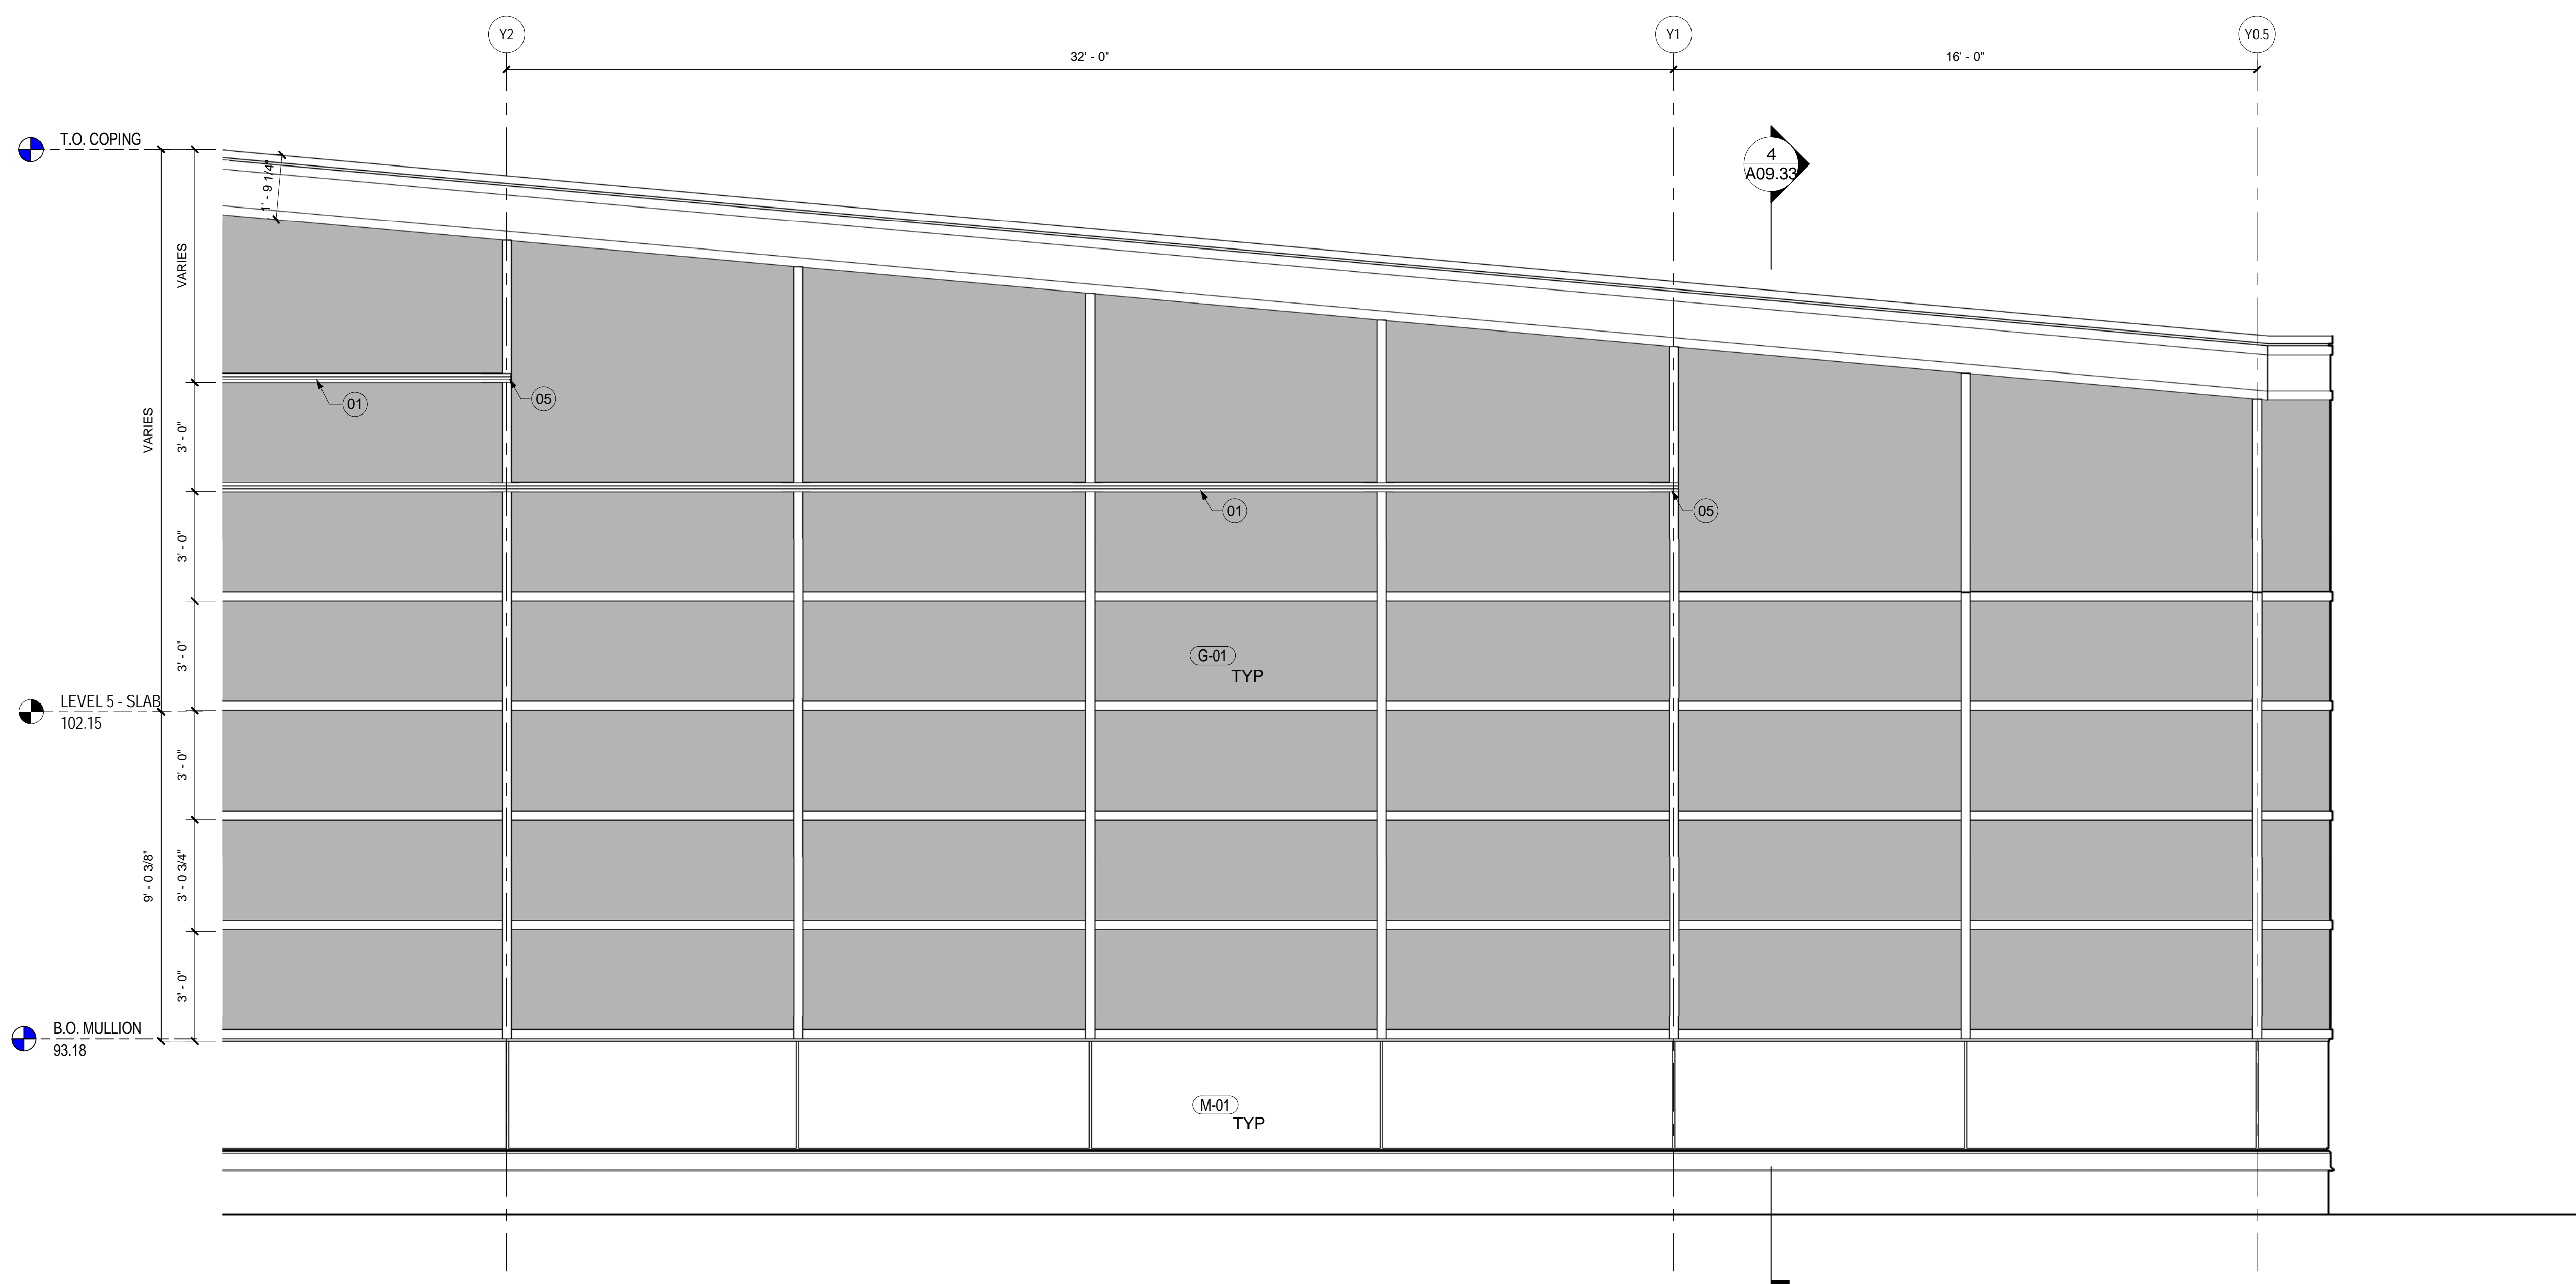 Y2
Y1
Y0.5
32' - 0"
16' - 0"
T.O. COPING
4
A09.33
1' - 9 1/4"
VARIES
01
05
VARIES
3' - 0"
01
05
3' - 0"
3' - 0"
G-01
TYP
LEVEL 5 - SLAB
102.15
3' - 0"
9' - 0 3/8"
3' - 0 3/4"
3' - 0"
B.O. MULLION
93.18
M-01
TYP